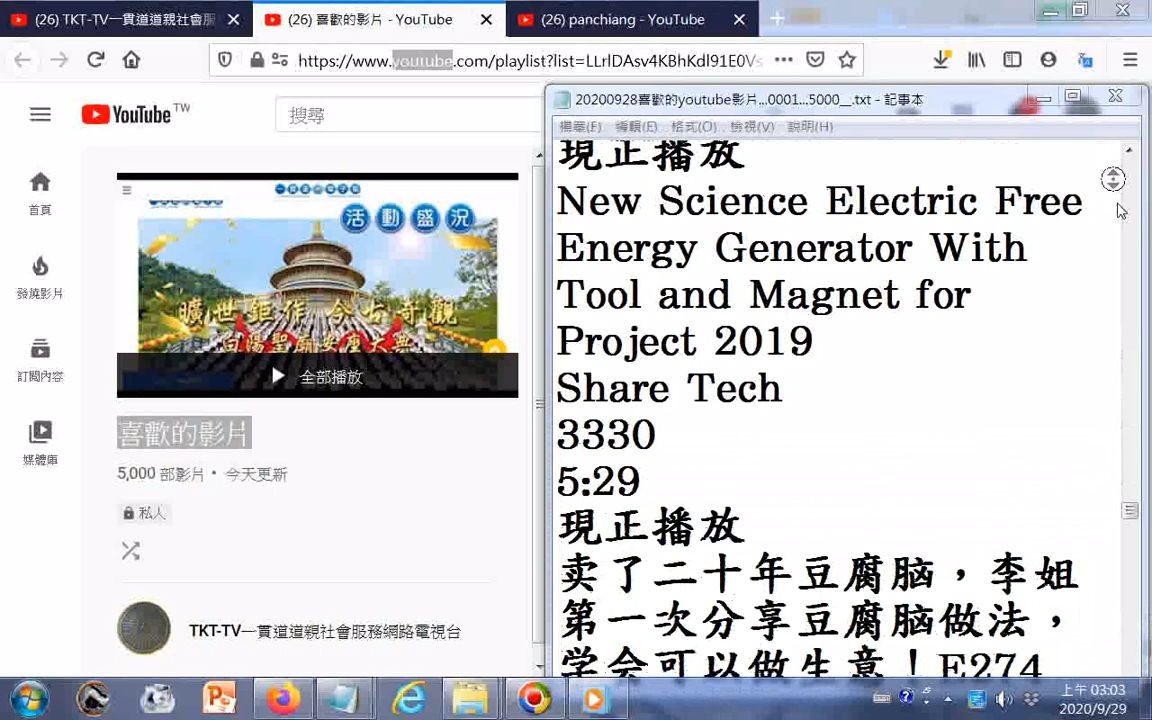 (26) TKT-TV一貫道道親社會服
(26) 喜歡的影片 - YouTube
(26) panchiang - YouTube
https://www.youtube.com/playlist?list=LLrlDAsv4KBhKdl91E0Vs
YouTube TW
搜尋
首頁
發燒影片
訂閱內容
媒體庫
活動盛況
曠世鉅作 今古奇觀
全部播放
喜歡的影片
5,000 部影片 • 今天更新
私人
TKT-TV一貫道道親社會服務網路電視台
20200928喜歡的youtube影片...0001...5000__.txt - 記事本
檔案(F) 編輯(E) 格式(O) 檢視(V) 說明(H)
現正播放
New Science Electric Free
Energy Generator With
Tool and Magnet for
Project 2019
Share Tech
3330
5:29
現正播放
卖了二十年豆腐脑，李姐
第一次分享豆腐脑做法，
学会可以做生意！E274
上午 03:03
2020/9/29